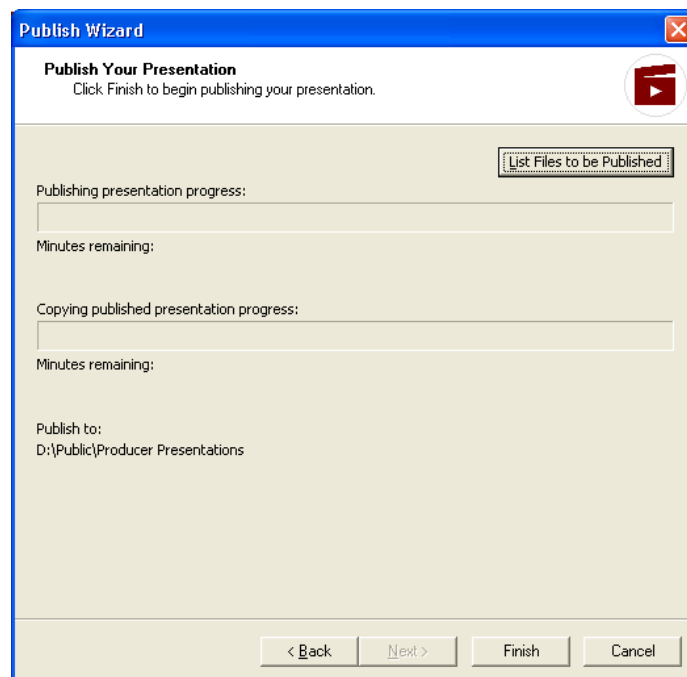 Publish Wizard
Publish Your Presentation
Click Finish to begin publishing your presentation.
List Files to be Published
Publishing presentation progress:
Minutes remaining:
Copying published presentation progress:
Minutes remaining:
Publish to:
D:\Public\Producer Presentations
< Back
Next >
Finish
Cancel